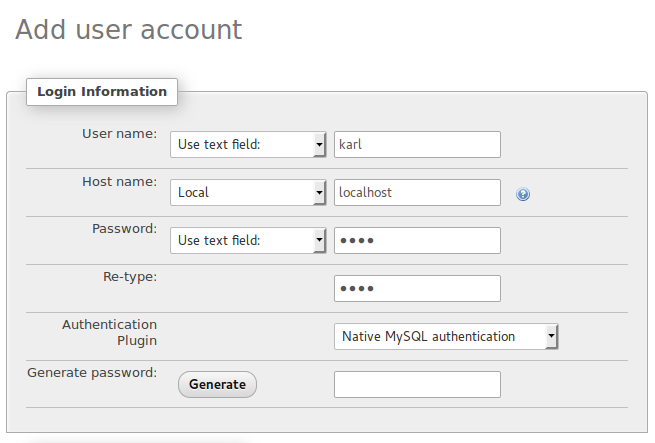 Add user account
Login Information
User name: Use text field: karl
Host name: Local localhost
Password: Use text field: ●●●●
Re-type: ●●●●
Authentication
Plugin
Native MySQL authentication
Generate password: Generate